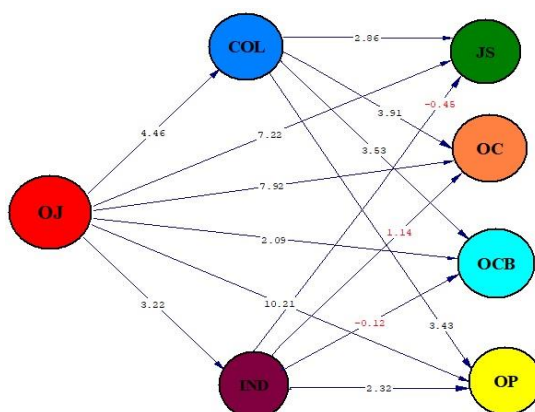 COL
2.86
JS
-0.45
3.91
4.46
7.22
3.53
OC
7.92
OJ
1.14
2.09
OCB
3.22
10.21
-0.12
3.43
IND
2.32
OP